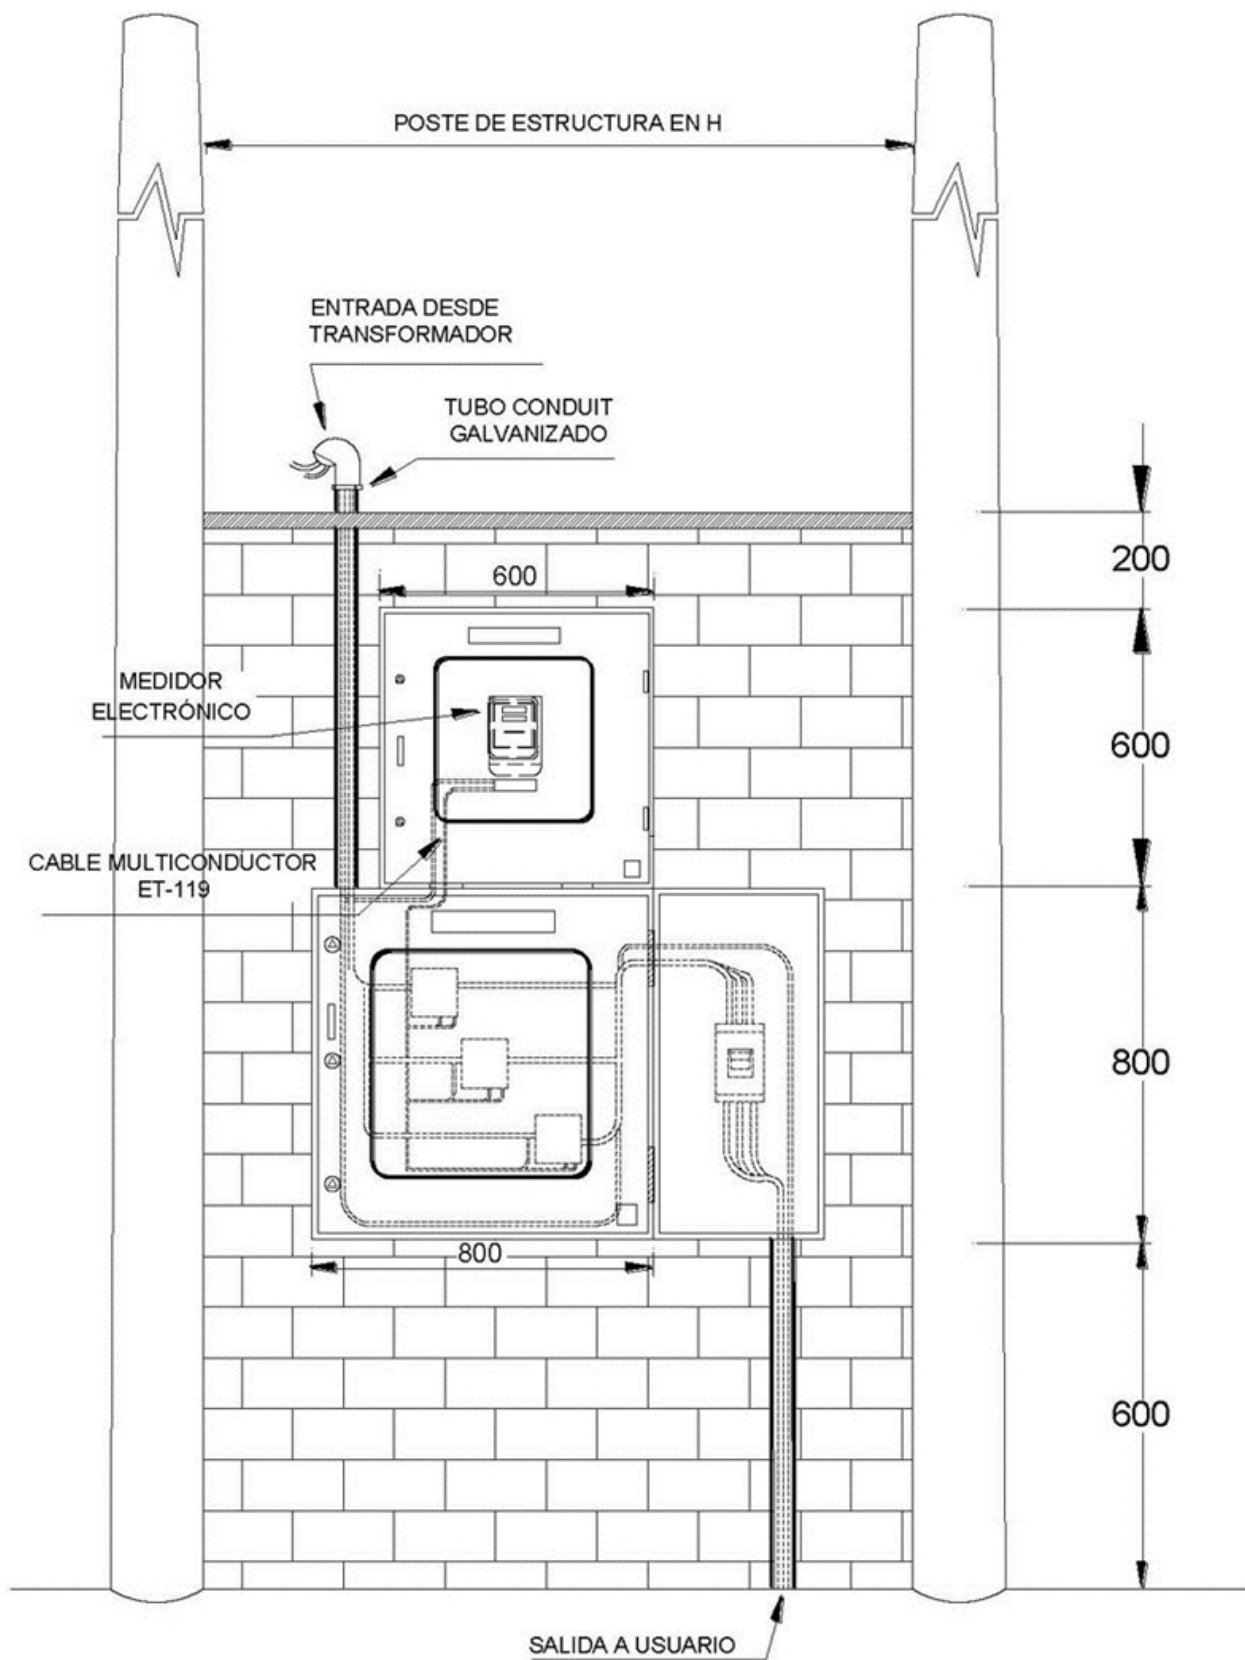 POSTE DE ESTRUCTURA EN H
ENTRADA DESDE
TRANSFORMADOR
TUBO CONDUIT
GALVANIZADO
200
600
MEDIDOR
ELECTRÓNICO
600
CABLE MULTICONDUCTOR
ET-119
800
800
600
SALIDA A USUARIO